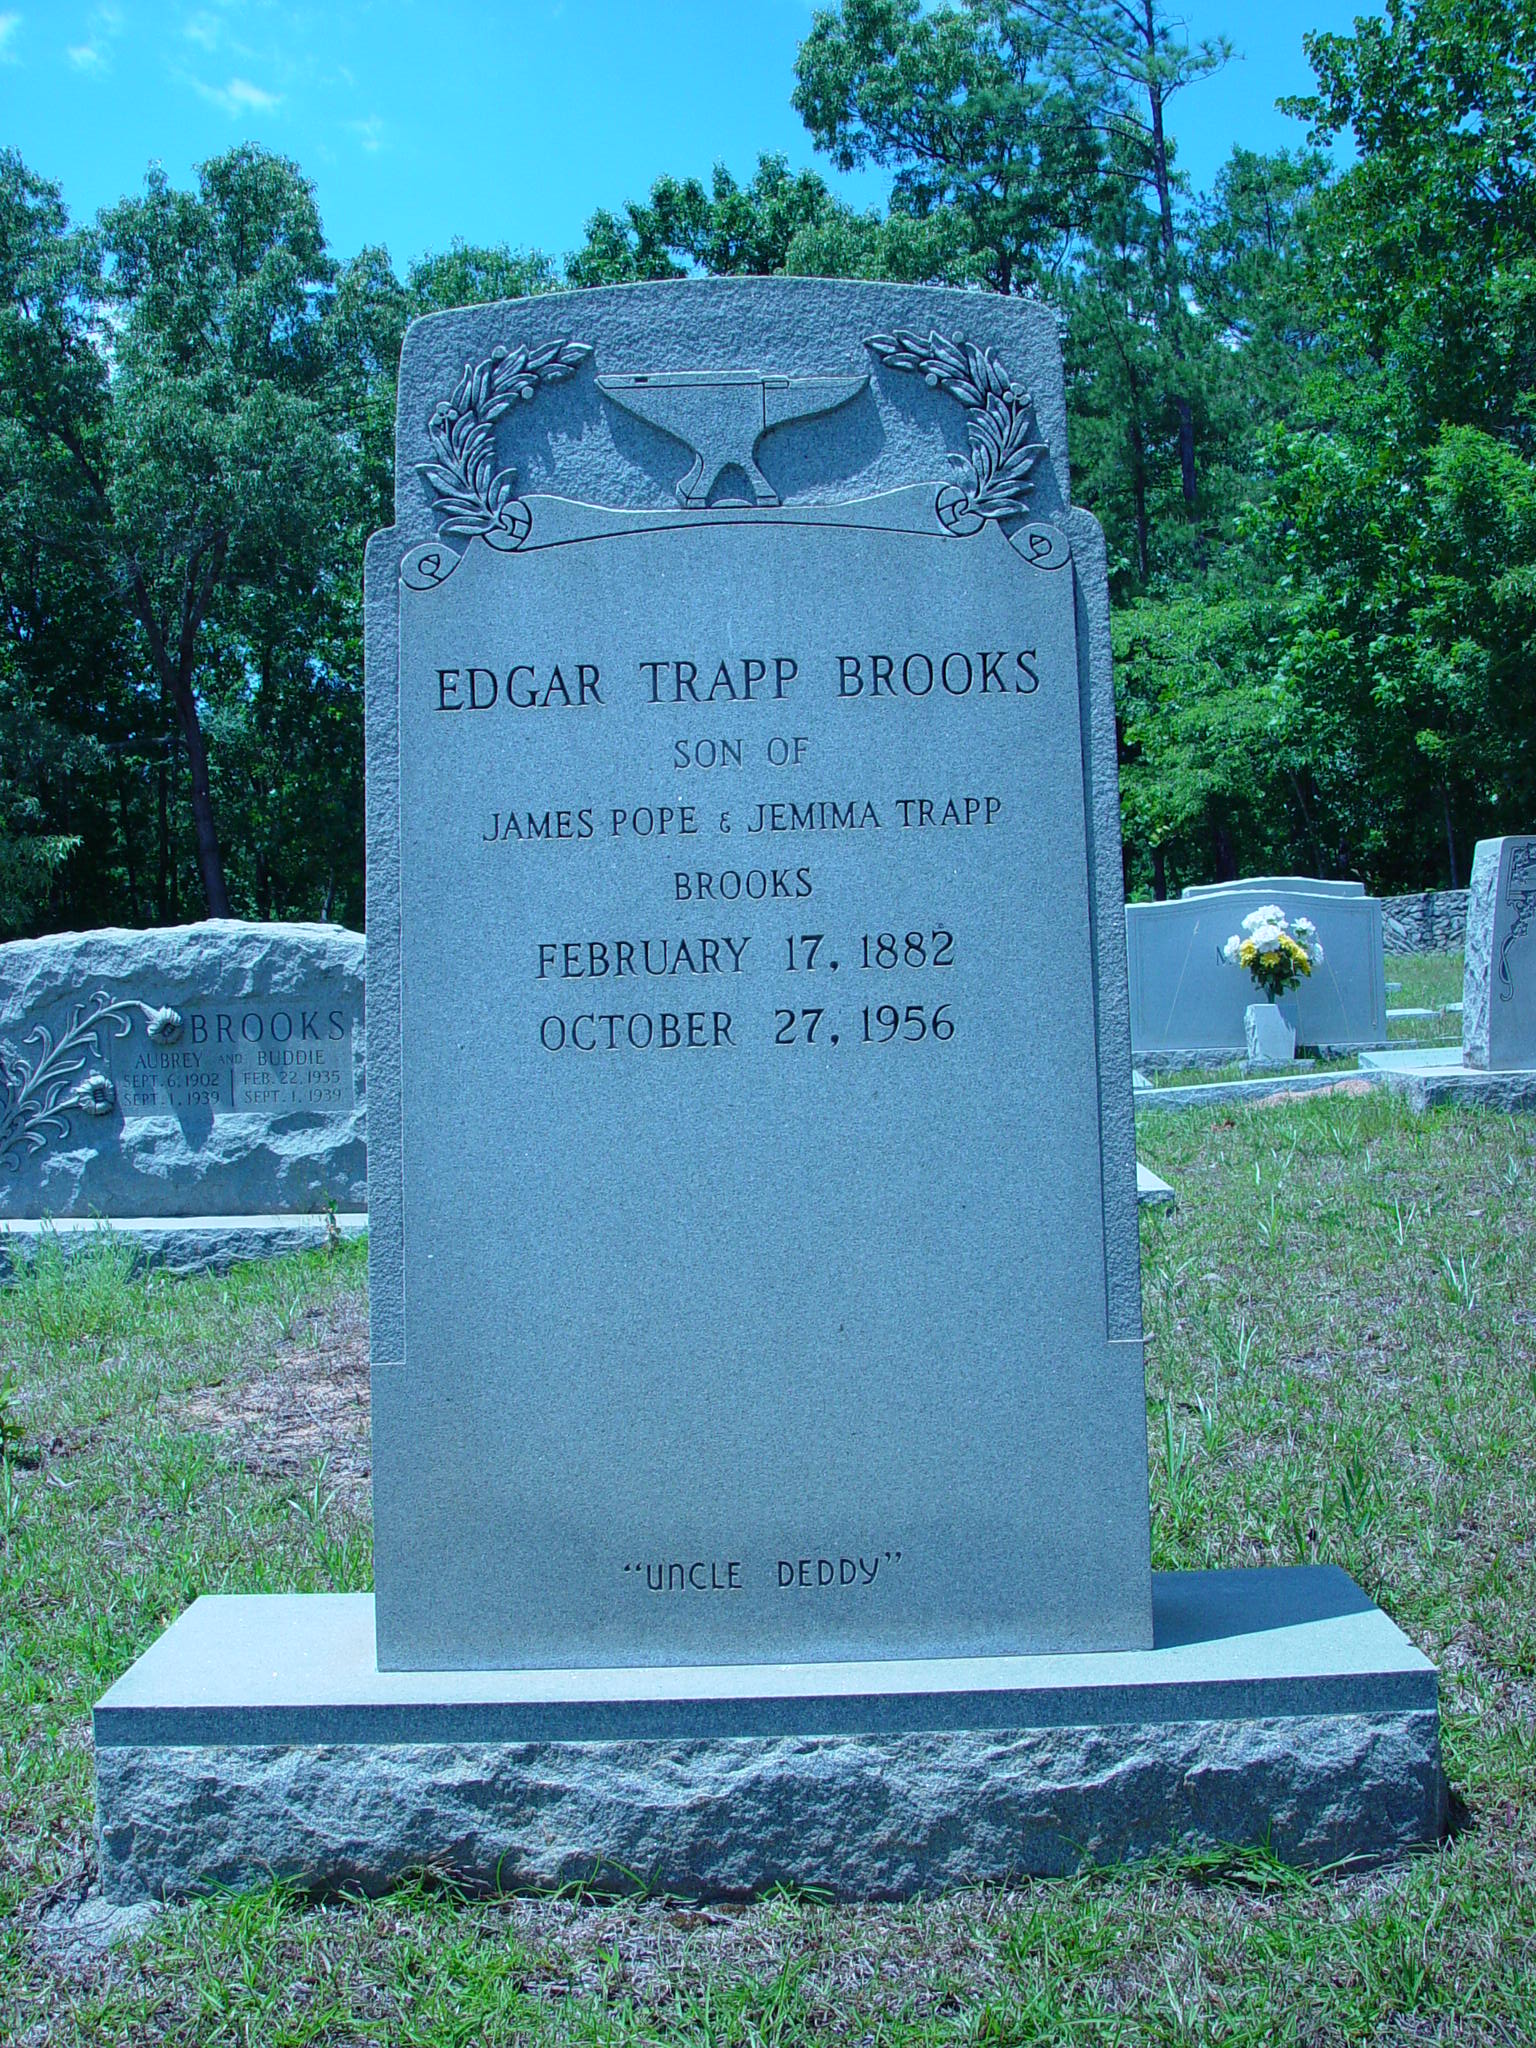 EDGAR TRAPP BROOKS
SON OF
JAMES POPE & JEMIMA TRAPP
BROOKS
FEBRUARY 17, 1882
OCTOBER 27, 1956
"UNCLE DEDDY"
BROOKS
AUBREY AND BUDDIE
SEPT. 6, 1902 FEB. 22, 1935
SEPT. 1, 1939 SEPT. 1, 1939